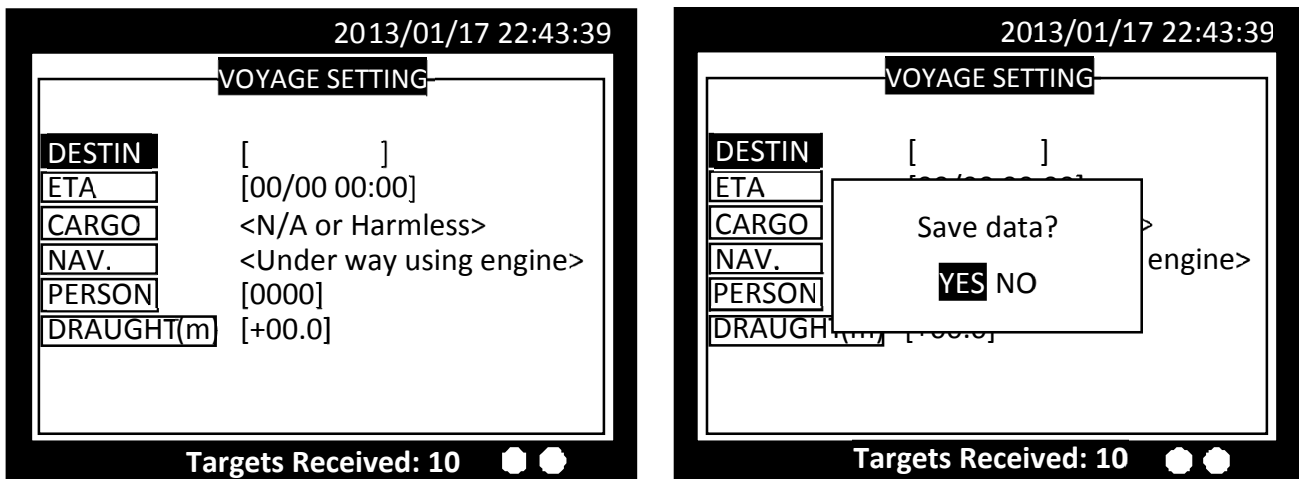 2013/01/17 22:43:39
VOYAGE SETTING
DESTIN [ ]
ETA [00/00 00:00]
CARGO <N/A or Harmless>
NAV. <Under way using engine>
PERSON [0000]
DRAUGHT(m) [+00.0]
Targets Received: 10
2013/01/17 22:43:39
VOYAGE SETTING
DESTIN [ ]
ETA
CARGO >
NAV. engine>
PERSON
Save data?
YES NO
Targets Received: 10